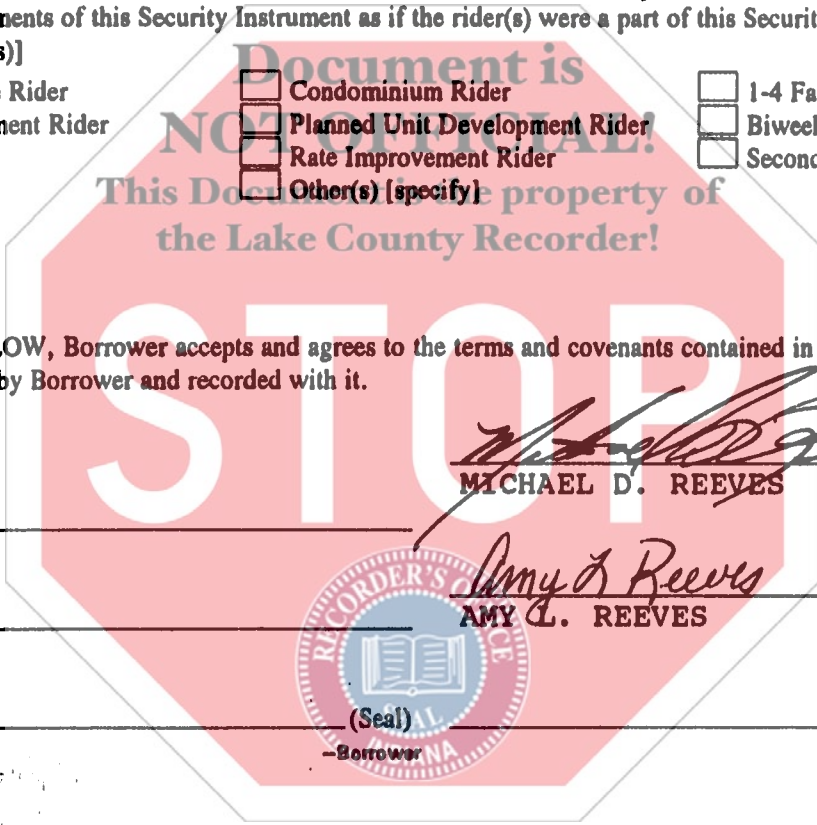 nents of this Security Instrument as if the rider(s) were a part of this Securit
s)]
Document is
Rider Condominium Rider 1-4 Fa
nent Rider Planned Unit Development Rider Biweel
NOT OFFICIAL!
Rate Improvement Rider Second
Other(s) [specify]
This Document is the property of
the Lake County Recorder!
STOP
OW, Borrower accepts and agrees to the terms and covenants contained in
by Borrower and recorded with it.
MICHAEL D. REEVES
Amy L Reeves
AMY L. REEVES
RECORDER'S OFFICE
SEAL
INDIANA
(Seal)
-Borrower